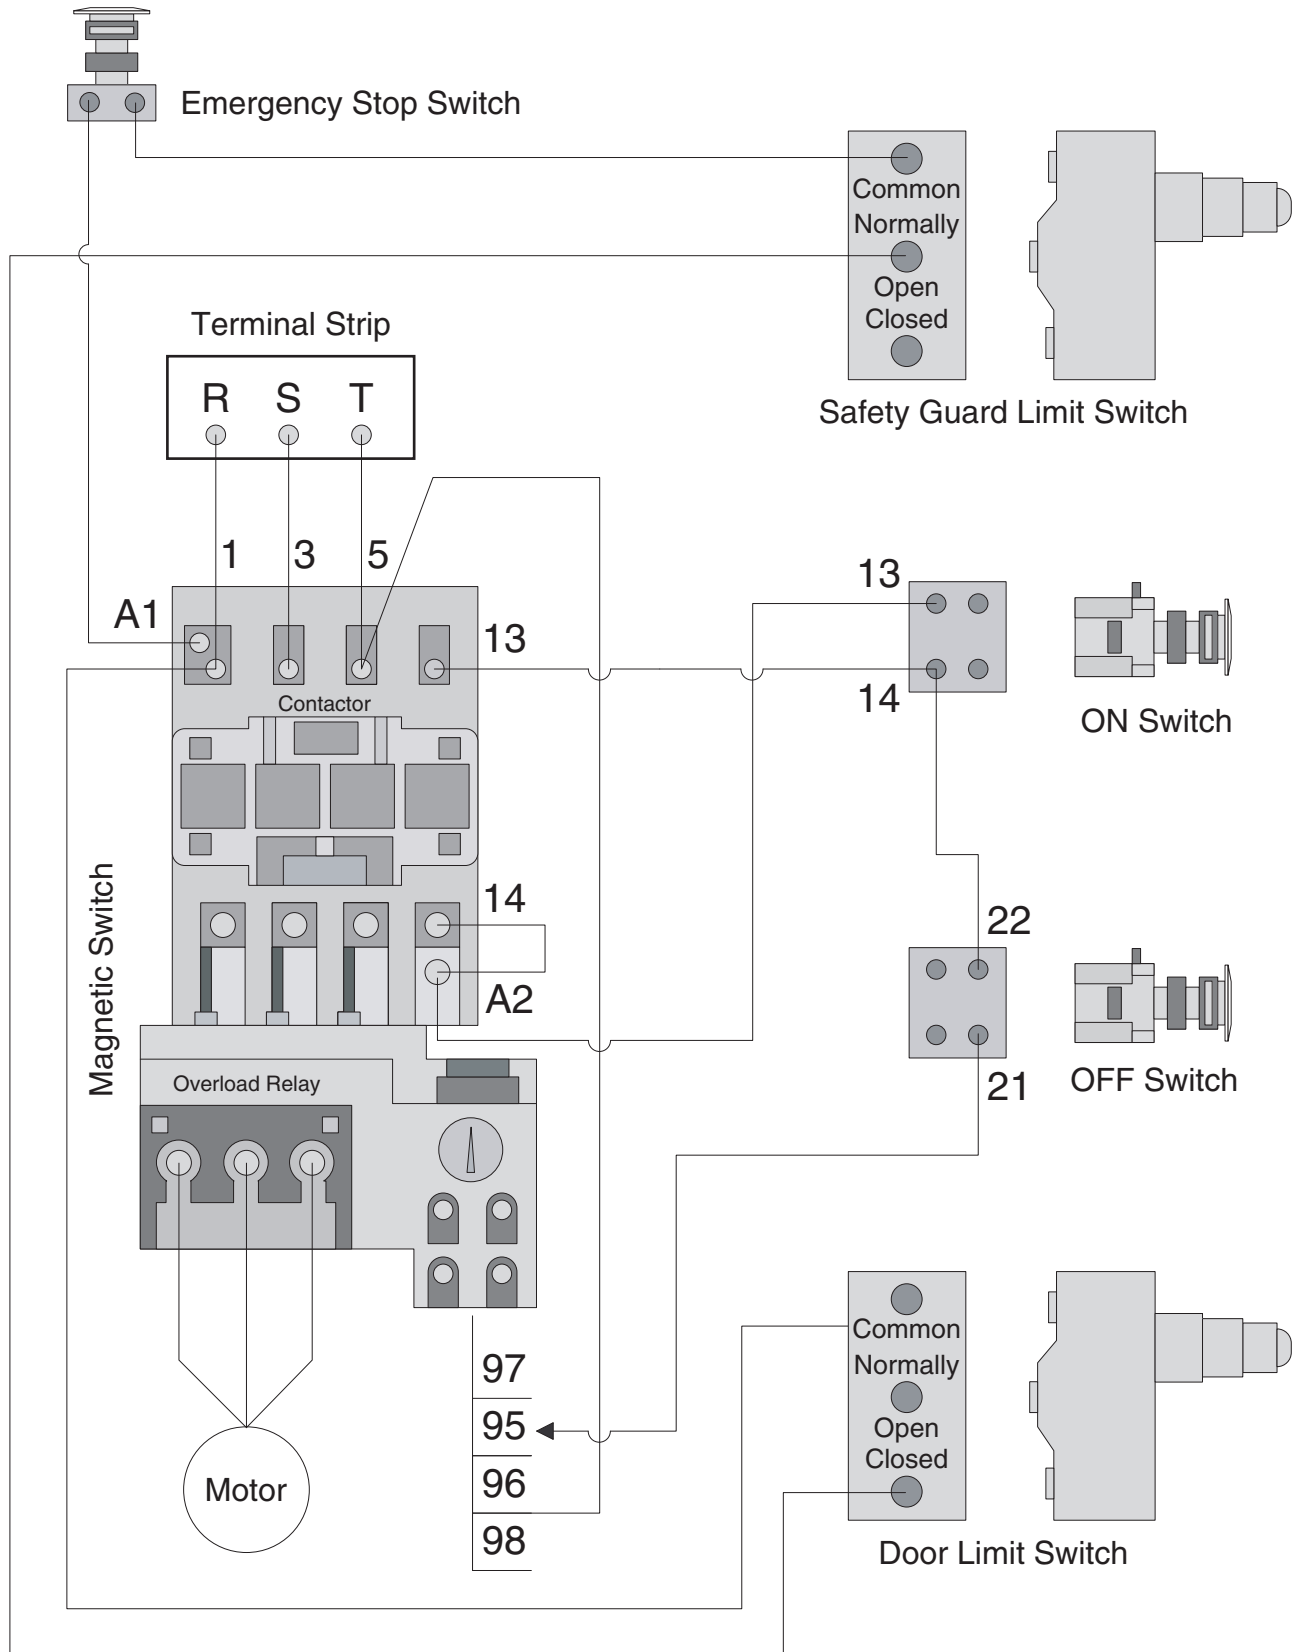 Emergency Stop Switch
Common
Normally
Open
Closed
Safety Guard Limit Switch
Terminal Strip
R S T
1 3 5
A1
13
Contactor
13
14
ON Switch
Magnetic Switch
14
A2
22
21
OFF Switch
Overload Relay
97
95
96
98
Motor
Common
Normally
Open
Closed
Door Limit Switch